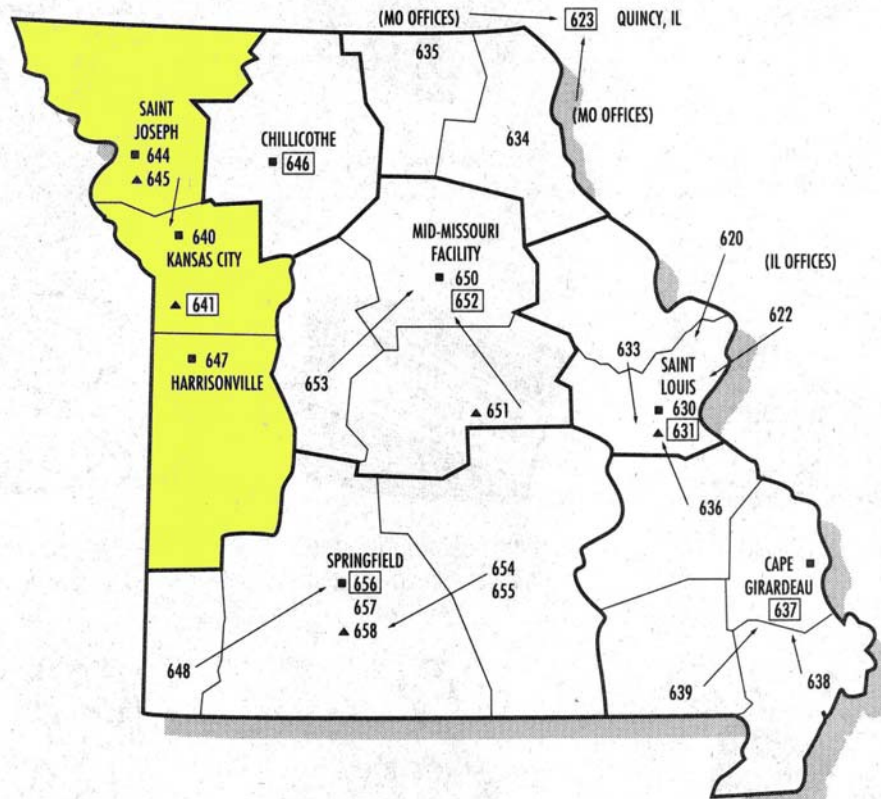 (MO OFFICES)
623 QUINCY, IL
635
(MO OFFICES)
634
SAINT
JOSEPH
644
645
CHILLICOTHE
646
640
KANSAS CITY
641
MID-MISSOURI
FACILITY
650
652
620
(IL OFFICES)
622
647
HARRISONVILLE
653
651
633
SAINT
LOUIS
630
631
636
SPRINGFIELD
656
657
658
654
655
648
CAPE
GIRARDEAU
637
639
638